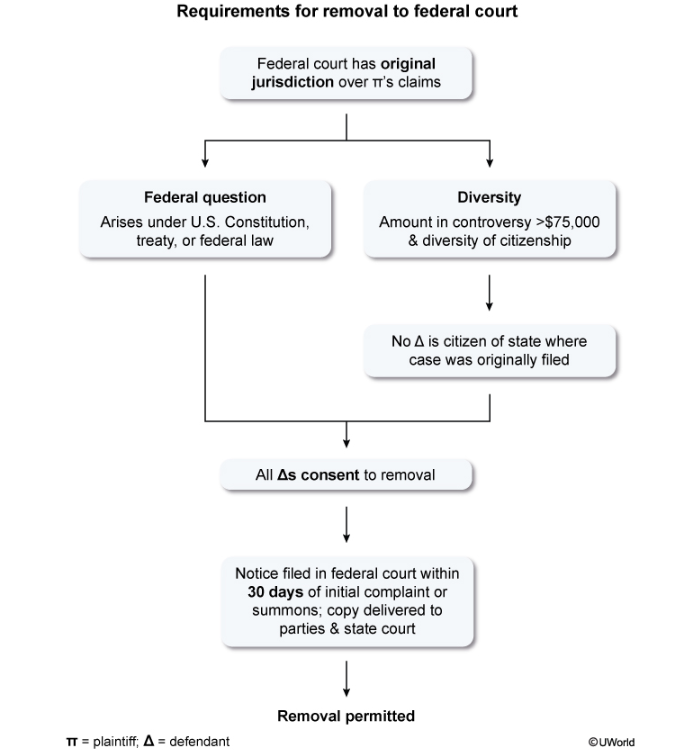 Requirements for removal to federal court
Federal court has original
jurisdiction over π's claims
Federal question
Arises under U.S. Constitution,
treaty, or federal law
Diversity
Amount in controversy >$75,000
& diversity of citizenship
No Δ is citizen of state where
case was originally filed
All Δs consent to removal
Notice filed in federal court within
30 days of initial complaint or
summons; copy delivered to
parties & state court
Removal permitted
π = plaintiff; Δ = defendant
©UWorld